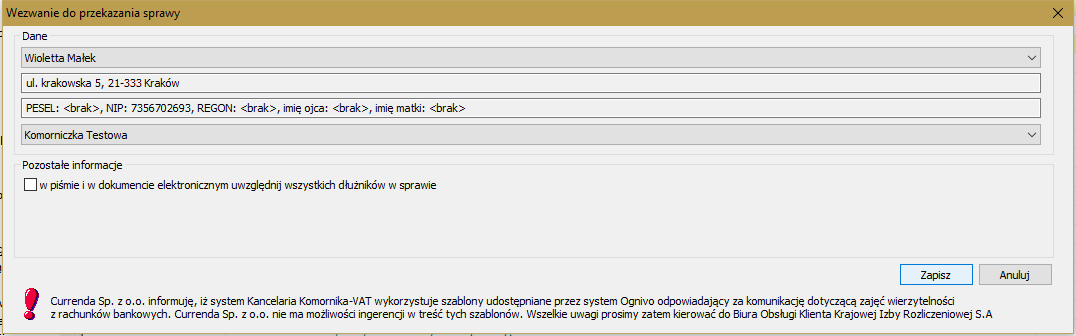 Wezwanie do przekazania sprawy
Dane
Wioletta Małek
ul. krakowska 5, 21-333 Kraków
PESEL: <brak>, NIP: 7356702693, REGON: <brak>, imię ojca: <brak>, imię matki: <brak>
Komorniczka Testowa
Pozostałe informacje
w piśmie i w dokumencie elektronicznym uwzględnij wszystkich dłużników w sprawie
Zapisz
Anuluj
Currenda Sp. z o.o. informuję, iż system Kancelaria Komornika-VAT wykorzystuje szablony udostępniane przez system Ognivo odpowiadający za komunikację dotyczącą zajęć wierzytelności
z rachunków bankowych. Currenda Sp. z o.o. nie ma możliwości ingerencji w treść tych szablonów. Wszelkie uwagi prosimy zatem kierować do Biura Obsługi Klienta Krajowej Izby Rozliczeniowej S.A